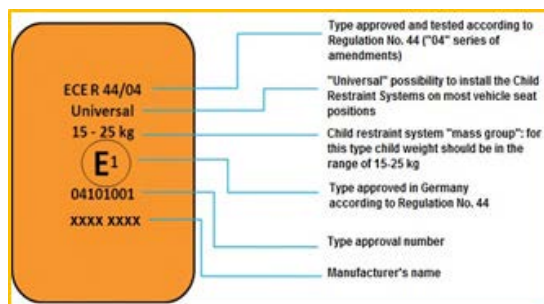 ECE R 44/04
Universal
15 - 25 kg
E1
04101001
XXXX XXXX
Type approved and tested according to
Regulation No. 44 ("04" series of
amendments)
"Universal" possibility to install the Child
Restraint Systems on most vehicle seat
positions
Child restraint system "mass group": for
this type child weight should be in the
range of 15-25 kg
Type approved in Germany
according to Regulation No. 44
Type approval number
Manufacturer's name